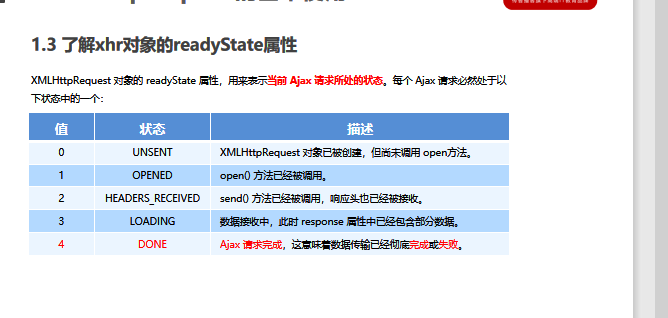 1.3 了解xhr对象的readyState属性
XMLHttpRequest 对象的 readyState 属性，用来表示当前 Ajax 请求所处的状态。每个 Ajax 请求必然处于以
下状态中的一个：
值 状态 描述
0 UNSENT XMLHttpRequest 对象已被创建，但尚未调用 open方法。
1 OPENED open() 方法已经被调用。
2 HEADERS_RECEIVED send() 方法已经被调用，响应头也已经被接收。
3 LOADING 数据接收中，此时 response 属性中已经包含部分数据。
4 DONE Ajax 请求完成，这意味着数据传输已经彻底完成或失败。